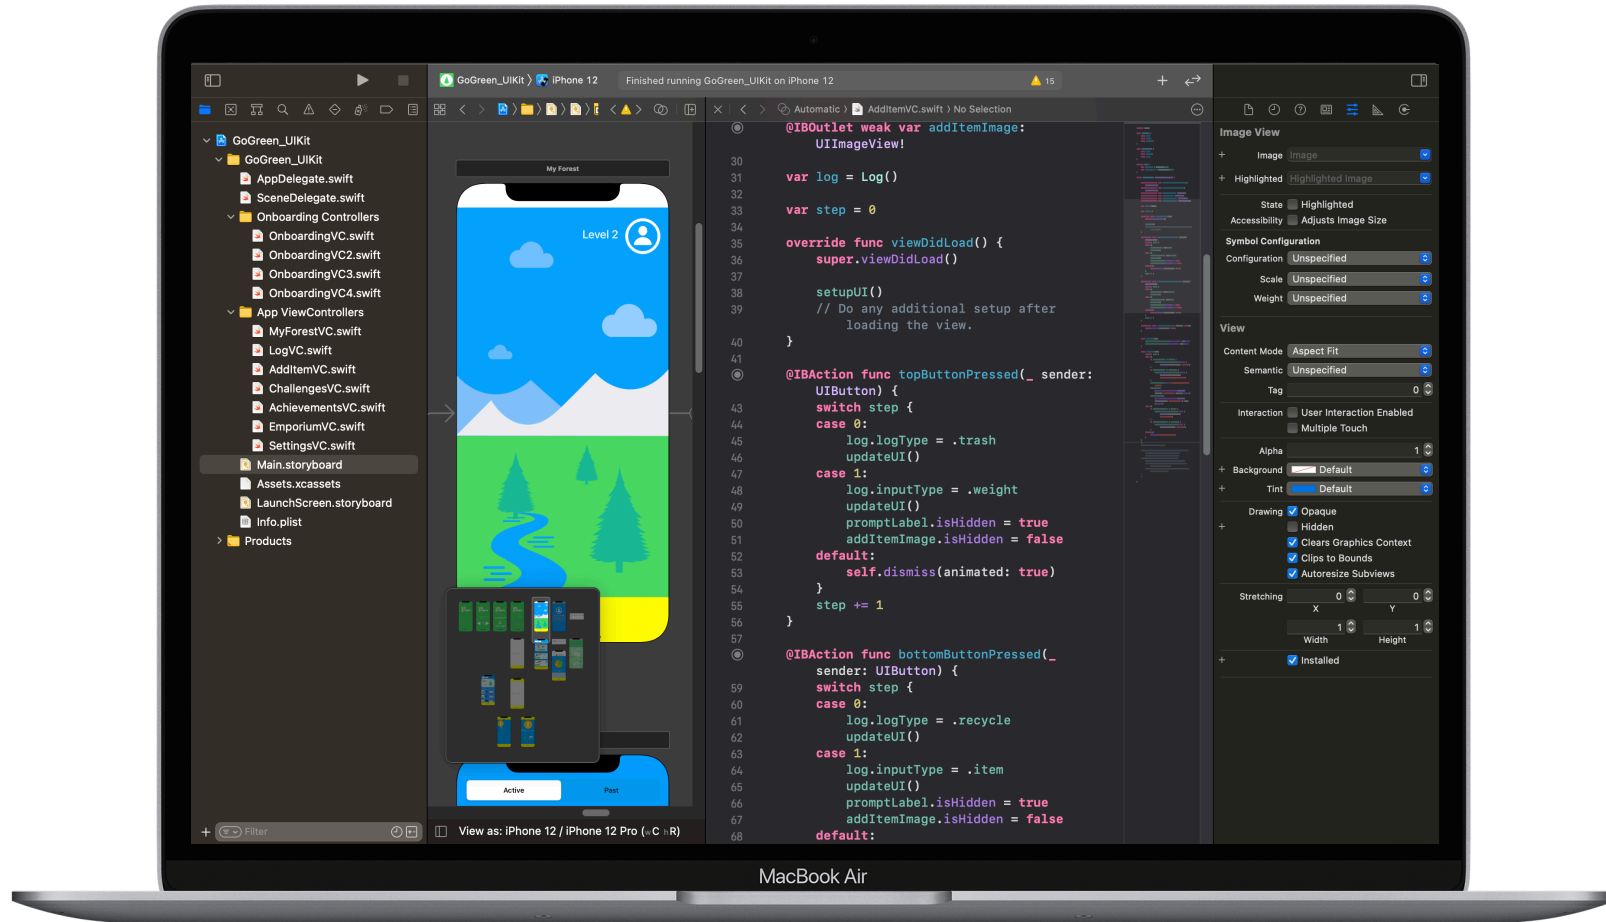 GoGreen_UIKit
iPhone 12
Finished running GoGreen_UIKit on iPhone 12
15
Automatic
AddItemVC.swift
No Selection
GoGreen_UIKit
GoGreen_UIKit
AppDelegate.swift
SceneDelegate.swift
Onboarding Controllers
OnboardingVC.swift
OnboardingVC2.swift
OnboardingVC3.swift
OnboardingVC4.swift
App ViewControllers
MyForestVC.swift
LogVC.swift
AddItemVC.swift
ChallengesVC.swift
AchievementsVC.swift
EmporiumVC.swift
SettingsVC.swift
Main.storyboard
Assets.xcassets
LaunchScreen.storyboard
Info.plist
Products
Filter
My Forest
Level 2
Active
Past
View as: iPhone 12 / iPhone 12 Pro (wC hR)
@IBOutlet weak var addItemImage:
UIImageView!
30
31 var log = Log()
32
33 var step = 0
34
35 override func viewDidLoad() {
36 super.viewDidLoad()
37
38 setupUI()
39 // Do any additional setup after
loading the view.
40 }
41
@IBAction func topButtonPressed(_ sender:
UIButton) {
43 switch step {
44 case 0:
45 log.logType = .trash
46 updateUI()
47 case 1:
48 log.inputType = .weight
49 updateUI()
50 promptLabel.isHidden = true
51 addItemImage.isHidden = false
52 default:
53 self.dismiss(animated: true)
54 }
55 step += 1
56 }
57
@IBAction func bottomButtonPressed(_
sender: UIButton) {
59 switch step {
60 case 0:
61 log.logType = .recycle
62 updateUI()
63 case 1:
64 log.inputType = .item
65 updateUI()
66 promptLabel.isHidden = true
67 addItemImage.isHidden = false
68 default:
Image View
Image Image
Highlighted Highlighted Image
State Highlighted
Accessibility Adjusts Image Size
Symbol Configuration
Configuration Unspecified
Scale Unspecified
Weight Unspecified
View
Content Mode Aspect Fit
Semantic Unspecified
Tag 0
Interaction User Interaction Enabled
Multiple Touch
Alpha 1
Background Default
Tint Default
Drawing Opaque
Hidden
Clears Graphics Context
Clips to Bounds
Autoresize Subviews
Stretching 0 0
X Y
1 1
Width Height
Installed
MacBook Air